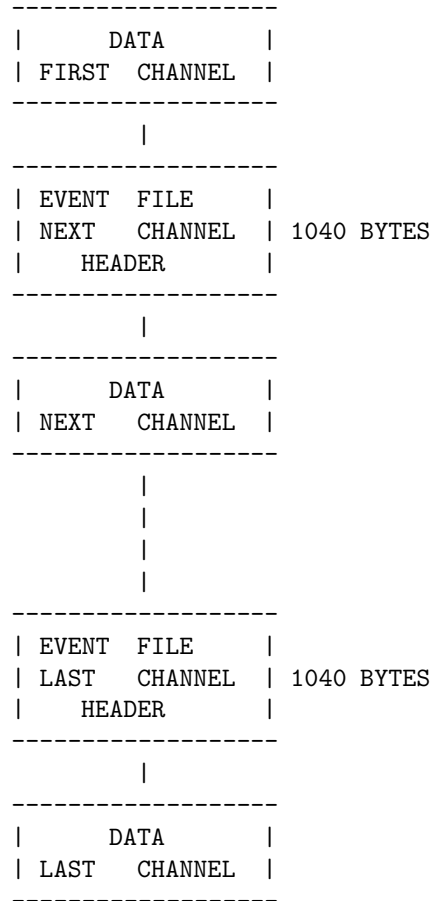 DATA
FIRST CHANNEL
EVENT FILE
NEXT CHANNEL 1040 BYTES
HEADER
DATA
NEXT CHANNEL
EVENT FILE
LAST CHANNEL 1040 BYTES
HEADER
DATA
LAST CHANNEL